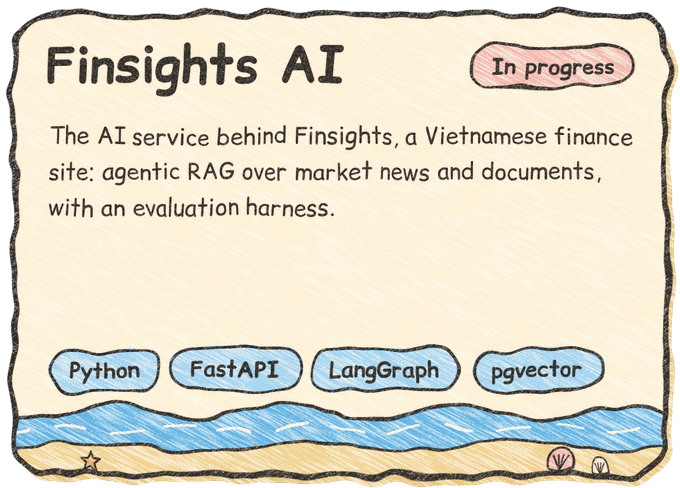 Finsights AI
In progress
The AI service behind Finsights, a Vietnamese finance
site: agentic RAG over market news and documents,
with an evaluation harness.
Python
FastAPI
LangGraph
pgvector